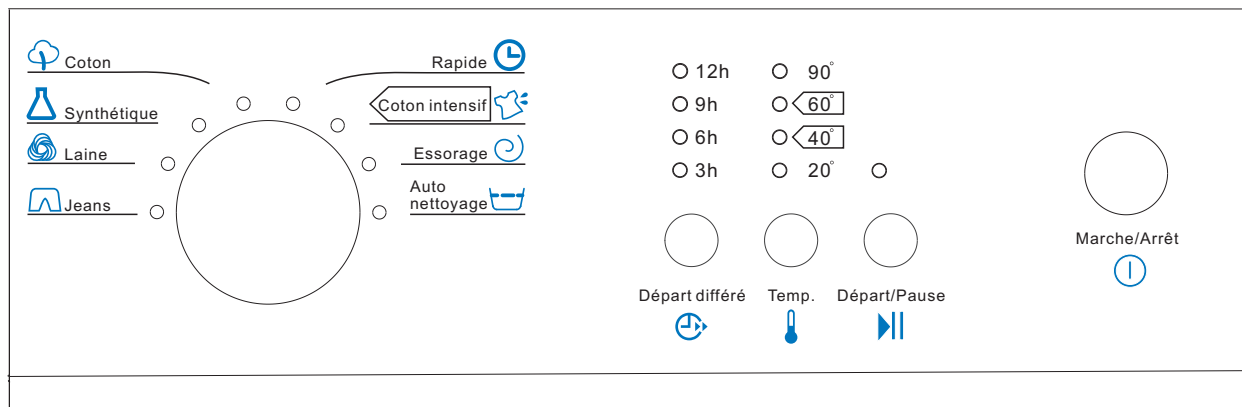 Coton
Synthétique
Laine
Jeans
Rapide
Coton intensif
Essorage
Auto
nettoyage
12h 90°
9h 60°
6h 40°
3h 20°
Départ différé Temp. Départ/Pause
Marche/Arrêt